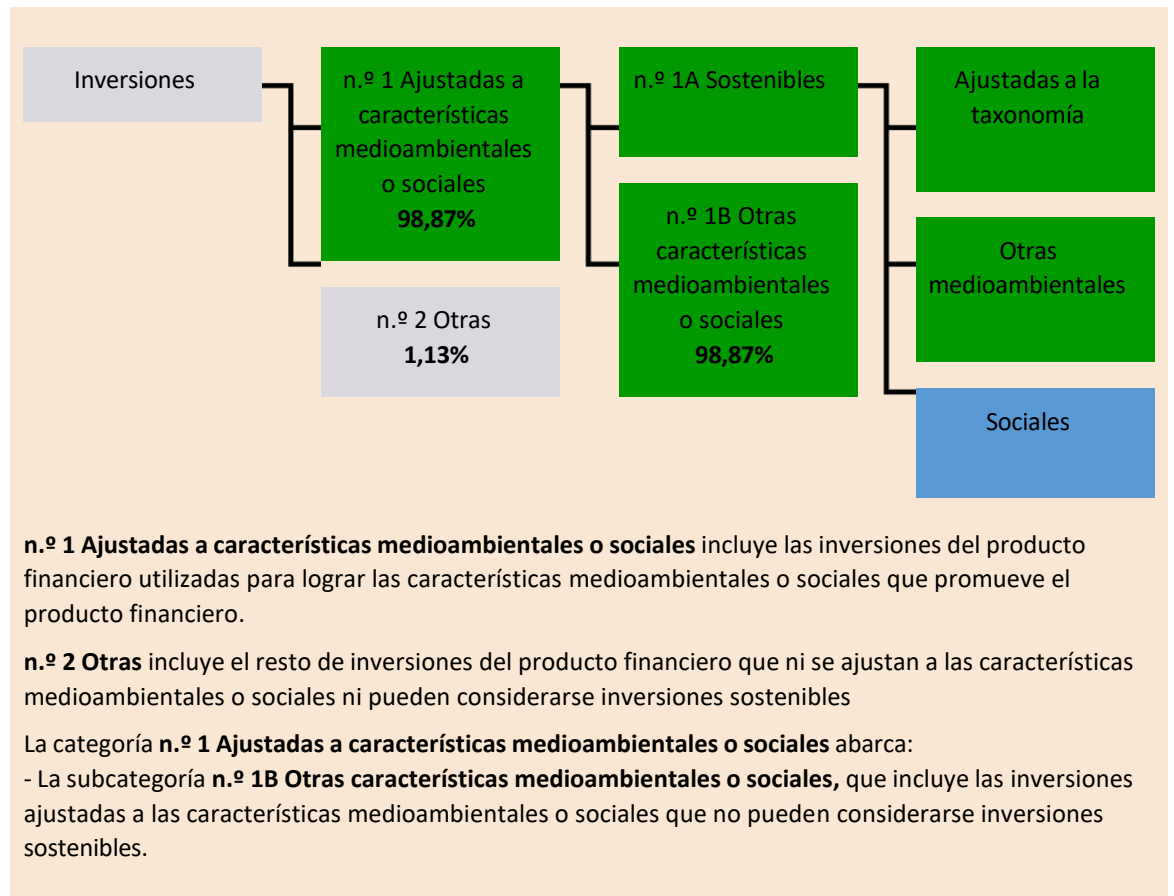 Inversiones
n.º 1 Ajustadas a
características
medioambientales
o sociales
98,87%
n.º 2 Otras
1,13%
n.º 1A Sostenibles
n.º 1B Otras
características
medioambientales
o sociales
98,87%
Ajustadas a la
taxonomía
Otras
medioambientales
Sociales
n.º 1 Ajustadas a características medioambientales o sociales incluye las inversiones del producto
financiero utilizadas para lograr las características medioambientales o sociales que promueve el
producto financiero.
n.º 2 Otras incluye el resto de inversiones del producto financiero que ni se ajustan a las características
medioambientales o sociales ni pueden considerarse inversiones sostenibles
La categoría n.º 1 Ajustadas a características medioambientales o sociales abarca:
- La subcategoría n.º 1B Otras características medioambientales o sociales, que incluye las inversiones
ajustadas a las características medioambientales o sociales que no pueden considerarse inversiones
sostenibles.